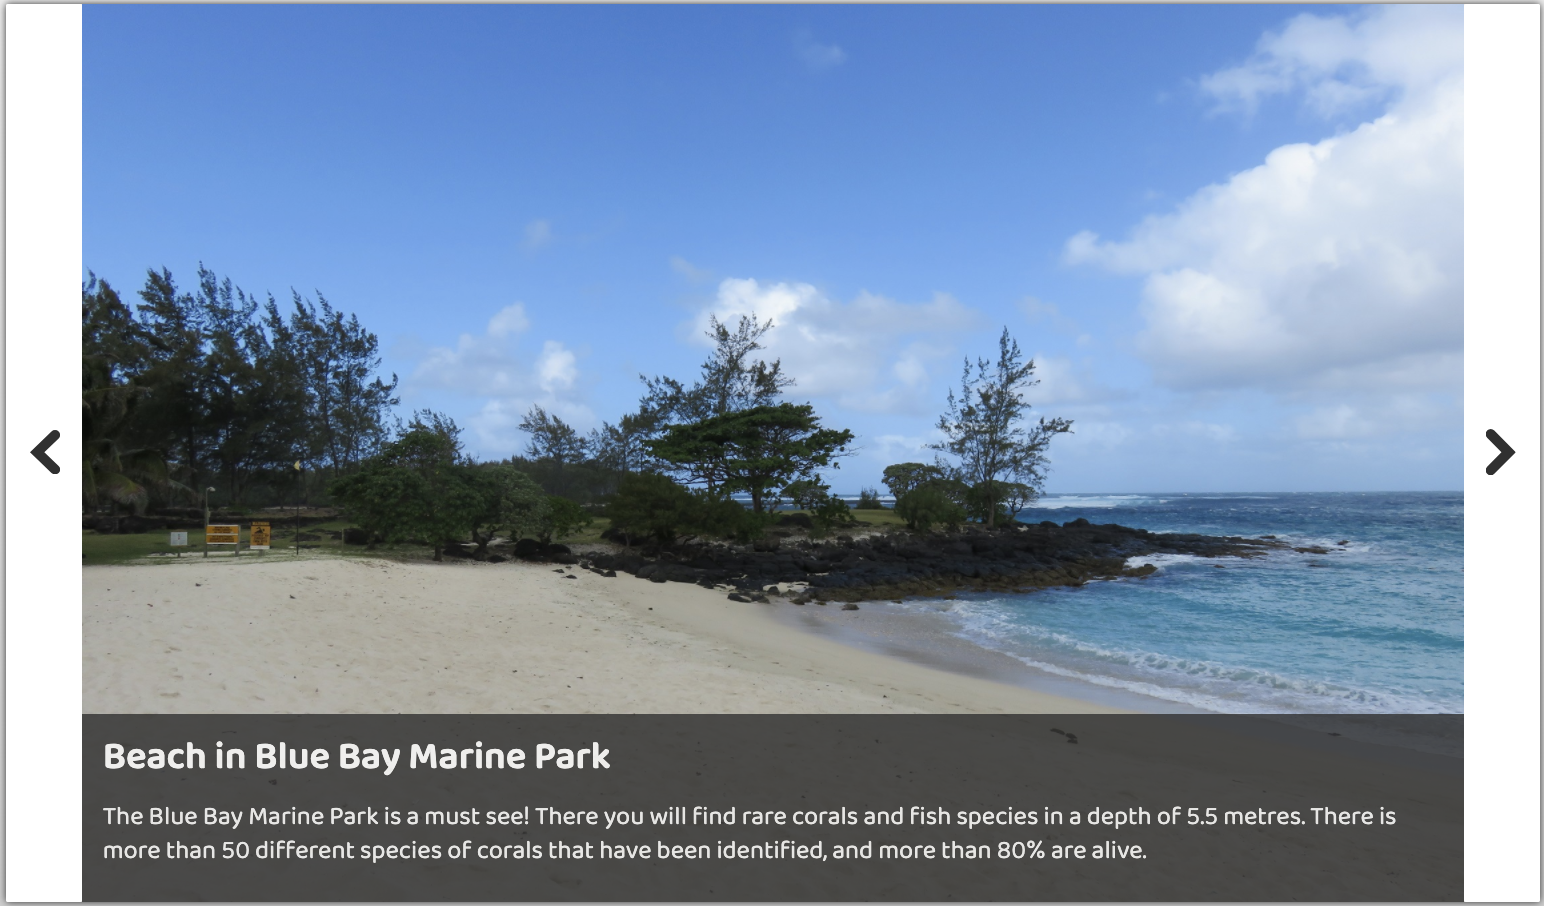 Beach in Blue Bay Marine Park
The Blue Bay Marine Park is a must see! There you will find rare corals and fish species in a depth of 5.5 metres. There is
more than 50 different species of corals that have been identified, and more than 80% are alive.